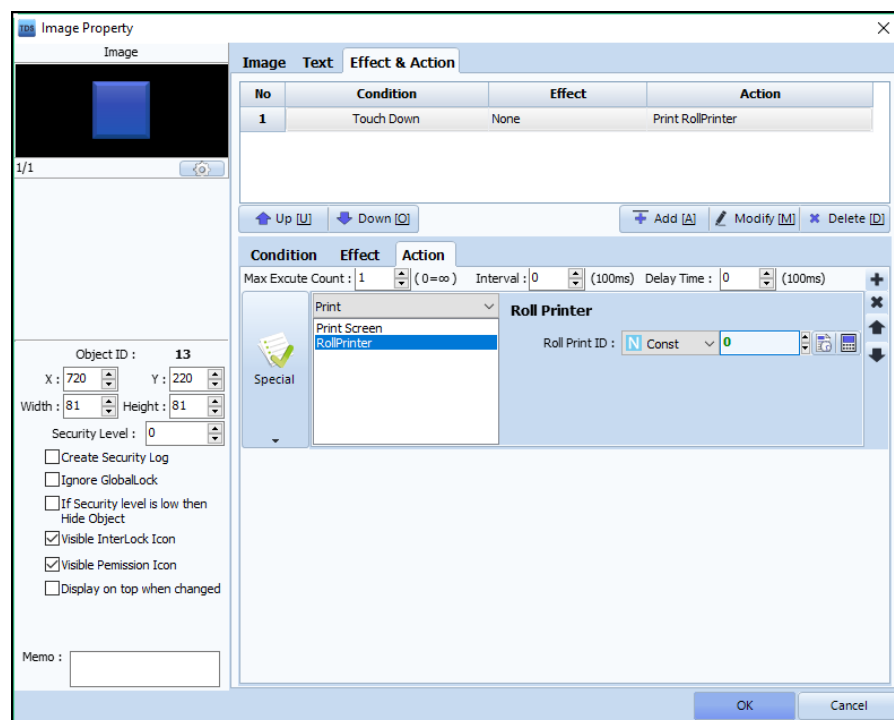 TDS Image Property
Image
1/1
Object ID : 13
X : 720 Y : 220
Width : 81 Height : 81
Security Level : 0
Create Security Log
Ignore GlobalLock
If Security level is low then
Hide Object
Visible InterLock Icon
Visible Pemission Icon
Display on top when changed
Memo :
Image Text Effect & Action
No Condition Effect Action
1 Touch Down None Print RollPrinter
Up [U] Down [O] Add [A] Modify [M] Delete [D]
Condition Effect Action
Max Excute Count : 1 ( 0=∞ ) Interval : 0 (100ms) Delay Time : 0 (100ms)
Special
Print
Print Screen
RollPrinter
Roll Printer
Roll Print ID : N Const 0
OK Cancel